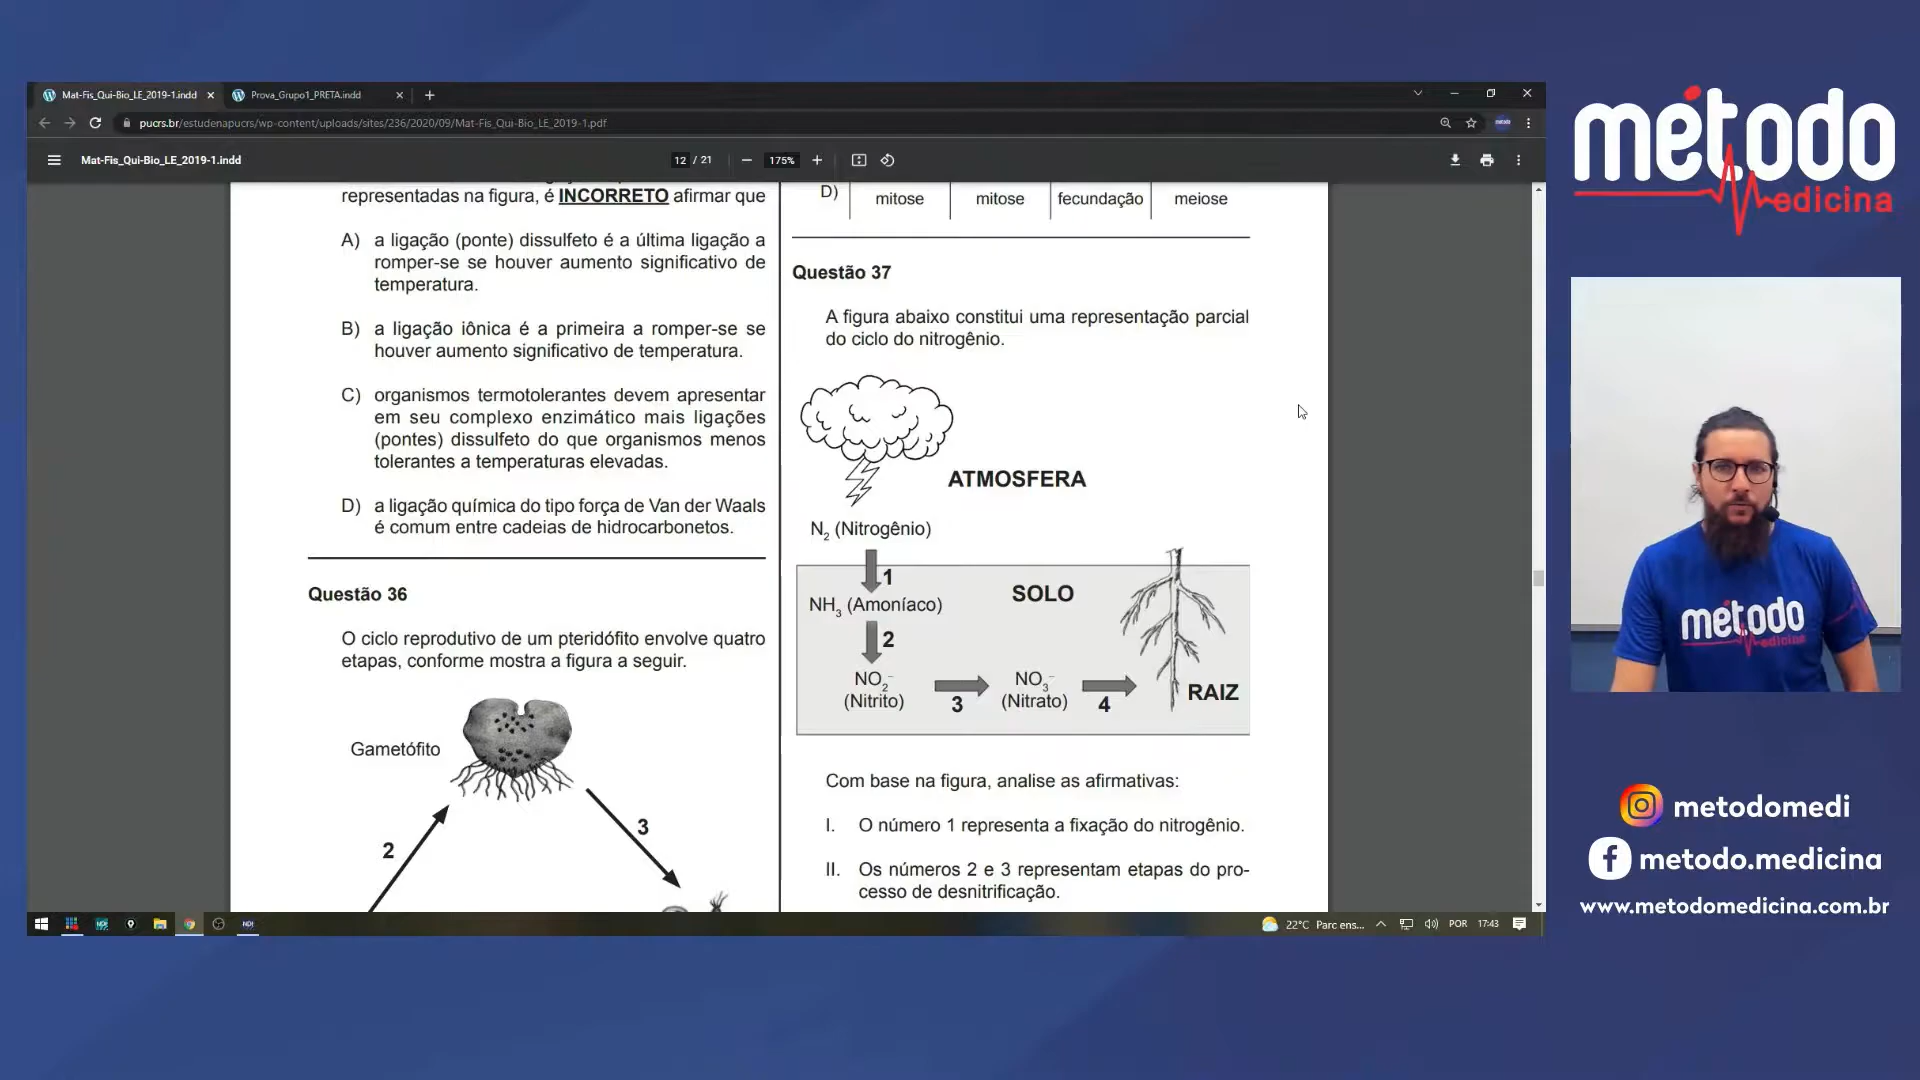 Mat-Fis_Qui-Bio_LE_2019-1.indd
Prova_Grupo1_PRETA.indd
pucrs.br/estudenapucrs/wp-content/uploads/sites/236/2020/09/Mat-Fis_Qui-Bio_LE_2019-1.pdf
Mat-Fis_Qui-Bio_LE_2019-1.indd
12 / 21
175%
representadas na figura, é INCORRETO afirmar que
A) a ligação (ponte) dissulfeto é a última ligação a
romper-se se houver aumento significativo de
temperatura.
B) a ligação iônica é a primeira a romper-se se
houver aumento significativo de temperatura.
C) organismos termotolerantes devem apresentar
em seu complexo enzimático mais ligações
(pontes) dissulfeto do que organismos menos
tolerantes a temperaturas elevadas.
D) a ligação química do tipo força de Van der Waals
é comum entre cadeias de hidrocarbonetos.
Questão 36
O ciclo reprodutivo de um pteridófito envolve quatro
etapas, conforme mostra a figura a seguir.
Gametófito
2
3
D) mitose mitose fecundação meiose
Questão 37
A figura abaixo constitui uma representação parcial
do ciclo do nitrogênio.
ATMOSFERA
N2 (Nitrogênio)
1
SOLO
NH3 (Amoníaco)
2
NO2⁻
(Nitrito)
3
NO3⁻
(Nitrato)
4
RAIZ
Com base na figura, analise as afirmativas:
I. O número 1 representa a fixação do nitrogênio.
II. Os números 2 e 3 representam etapas do pro-
cesso de desnitrificação.
22°C Parc ens...
POR
17:43
método
medicina
método
medicina
metodomedi
metodo.medicina
www.metodomedicina.com.br